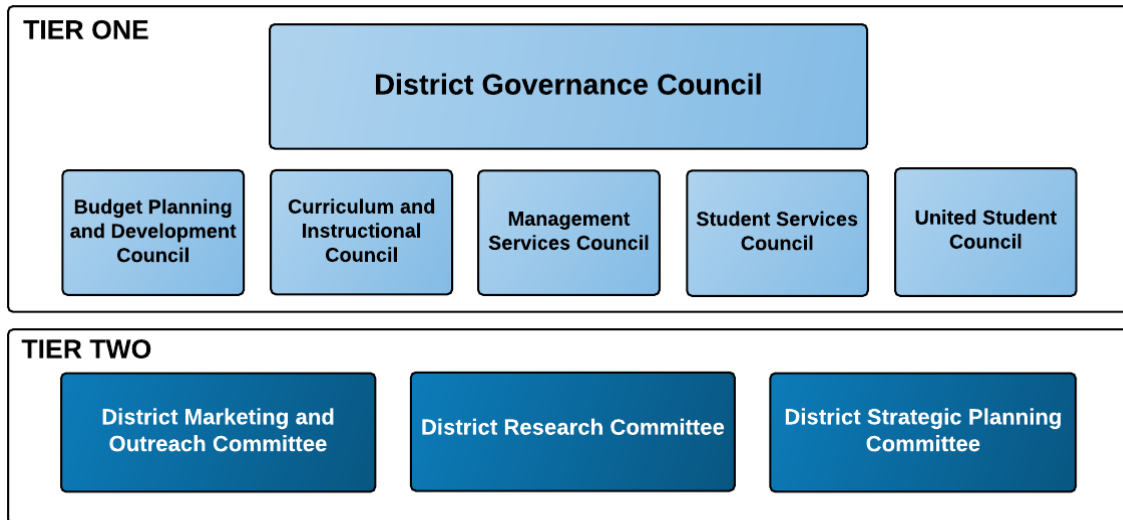 TIER ONE
District Governance Council
Budget Planning
and Development
Council
Curriculum and
Instructional
Council
Management
Services Council
Student Services
Council
United Student
Council
TIER TWO
District Marketing and
Outreach Committee
District Research Committee
District Strategic Planning
Committee